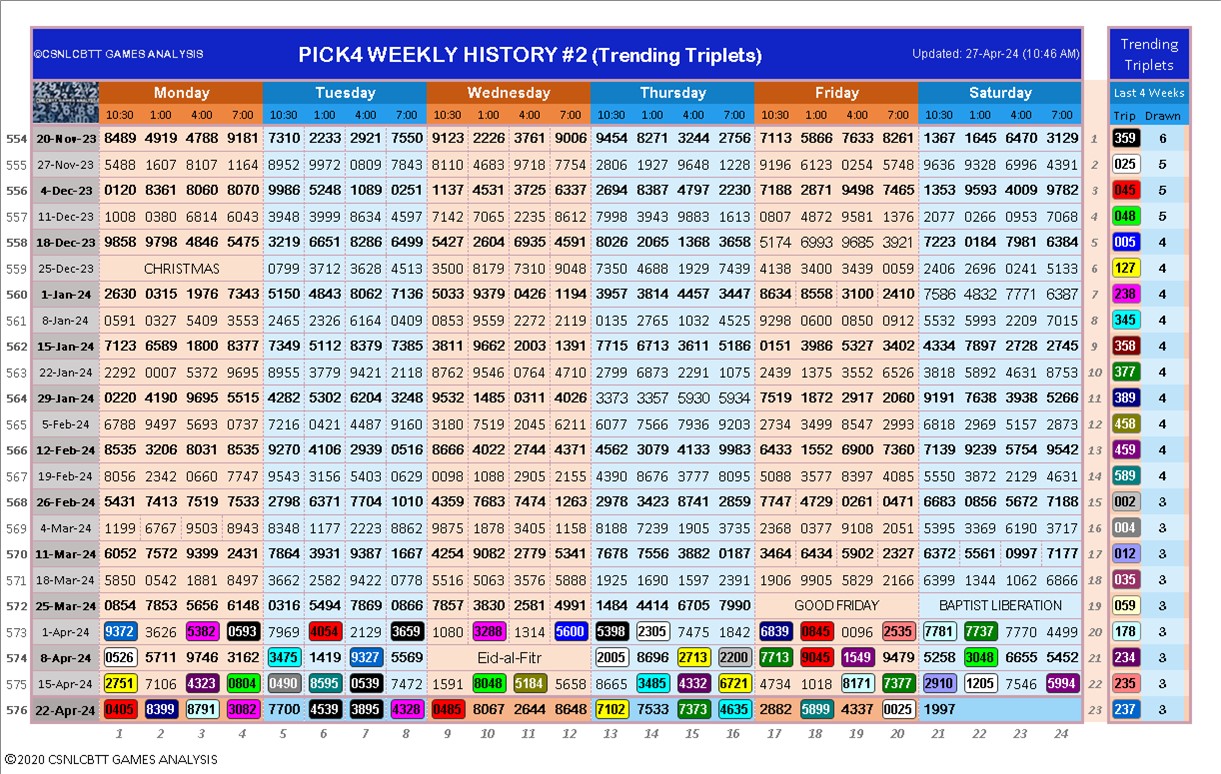 ©CSNLCBTT GAMES ANALYSIS PICK4 WEEKLY HISTORY #2 (Trending Triplets) Updated: 27-Apr-24 (10:46 AM) Trending Triplets
Monday Tuesday Wednesday Thursday Friday Saturday Last 4 Weeks
10:30 1:00 4:00 7:00 10:30 1:00 4:00 8:00 10:30 1:00 4:00 7:00 10:30 1:00 4:00 7:00 10:30 1:00 4:00 7:00 10:30 1:00 4:00 7:00 Trip Drawn
554 20-Nov-23 8489 4919 4788 9181 7310 2233 2921 7550 9123 2226 3761 9006 9454 8271 3244 2756 7113 5866 7633 8261 1367 1645 6470 3129 1 359 6
555 27-Nov-23 5488 1607 8107 1164 8952 9972 0809 7843 8110 4683 9718 7754 2806 1927 9648 1228 9196 6123 0254 5748 9636 9328 6996 4391 2 025 5
556 4-Dec-23 0120 8361 8060 8070 9986 5248 1089 0251 1137 4531 3725 6337 2694 8387 4797 2230 7188 2871 9498 7465 1353 9593 4009 9782 3 045 5
557 11-Dec-23 1008 0380 6814 6043 3948 3999 8634 4597 7142 7065 2235 8612 7998 3943 9883 1613 0807 4872 9581 1376 2077 0266 0953 7068 4 048 5
558 18-Dec-23 9858 9798 4846 5475 3219 6651 8286 6499 5427 2604 6935 4591 8026 2065 1368 3658 5174 6993 9685 3921 7223 0184 7981 6384 5 005 4
559 25-Dec-23 CHRISTMAS 0799 3712 3628 4513 3500 8179 7310 9048 7350 4688 1929 7439 4138 3400 3439 0059 2406 2696 0241 5133 6 127 4
560 1-Jan-24 2630 0315 1976 7343 5150 4843 8062 7136 5033 9379 0426 1194 3957 3814 4457 3447 8634 8558 3100 2410 7586 4832 7771 6387 7 238 4
561 8-Jan-24 0591 0327 5409 3553 2465 2326 6164 0409 0853 9559 2272 2119 0135 2765 1052 4525 9298 0600 0850 0912 5532 5993 2209 7015 8 345 4
562 15-Jan-24 7123 6589 1800 8377 7349 5112 8379 7385 3811 9662 2003 1391 7715 6713 3611 5186 0151 3986 5327 3402 4334 7897 2728 2745 9 358 4
563 22-Jan-24 2292 0007 5372 9695 8955 3779 9421 2118 8762 9546 0764 4710 2799 6873 2291 1075 2439 1375 3552 6526 3818 5892 4631 8753 10 377 4
564 29-Jan-24 0220 4190 9695 5515 4282 5302 6204 3248 9532 1485 0311 4026 3373 3357 5930 5934 7519 1872 2917 2060 9191 7638 3938 5266 11 389 4
565 5-Feb-24 6788 9497 5693 0737 7216 0421 4487 9160 3180 7519 2045 6211 6077 7566 7936 9203 2734 3499 8547 2993 6818 2969 5157 2873 12 458 4
566 12-Feb-24 8535 3206 8031 8535 9270 4106 2939 0516 8666 4022 2744 4371 4562 3079 4133 9983 6433 1552 6900 7360 7139 9239 5754 9542 13 459 4
567 19-Feb-24 8056 2342 0660 7747 9543 3156 5403 0625 0098 1088 2905 2155 4390 8676 3777 8095 5088 3577 8397 4085 5550 3872 2129 4631 14 589 4
568 26-Feb-24 5431 7413 7519 7533 2798 6371 7704 1010 4359 7683 7474 1263 2978 3423 8741 2859 7747 4729 0261 0471 6683 0856 5672 7188 15 002 3
569 4-Mar-24 1199 6767 9503 8943 8348 1177 2223 8862 9875 1878 3405 1158 8188 7239 1905 3735 2368 0377 9108 2051 5395 3369 6190 3717 16 004 3
570 11-Mar-24 6052 7572 9399 2431 7864 3931 9387 1667 4254 9082 2779 5341 7678 7556 3882 0187 3464 6434 5902 2327 6372 5561 0997 7177 17 012 3
571 18-Mar-24 5850 0542 1881 8497 3662 2582 9422 0778 5516 5063 3576 5888 1925 1690 1597 2391 1906 9905 5829 2166 6399 1344 1062 6866 18 035 3
572 25-Mar-24 0854 7853 5656 6148 0316 5494 7869 0866 7857 3830 2581 4991 1484 4414 6705 7990 GOOD FRIDAY BAPTIST LIBERATION 19 059 3
573 1-Apr-24 9372 3626 5382 0593 7969 4054 2129 3659 1080 3288 1314 5600 5398 2305 7475 1842 6839 0845 0096 2535 7781 7737 7770 4499 20 178 3
574 8-Apr-24 0526 5711 9746 3162 3475 1419 9327 5569 Eid-al-Fitr 2005 8696 2713 2200 7713 9045 1549 9479 5258 3048 6655 5452 21 234 3
575 15-Apr-24 2751 7106 4323 0804 0490 8595 0539 7472 1591 8048 5184 5658 8665 3485 4332 6721 4734 1018 8171 7377 2910 1205 7546 5994 22 235 3
576 22-Apr-24 0405 8399 8791 3082 7700 4539 3895 4328 0485 8067 2644 8648 7102 7533 7373 4635 2882 5899 4337 0025 1997 23 237 3
1 2 3 4 5 6 7 8 9 10 11 12 13 14 15 16 17 18 19 20 21 22 23 24
©2020 CSNLCBTT GAMES ANALYSIS